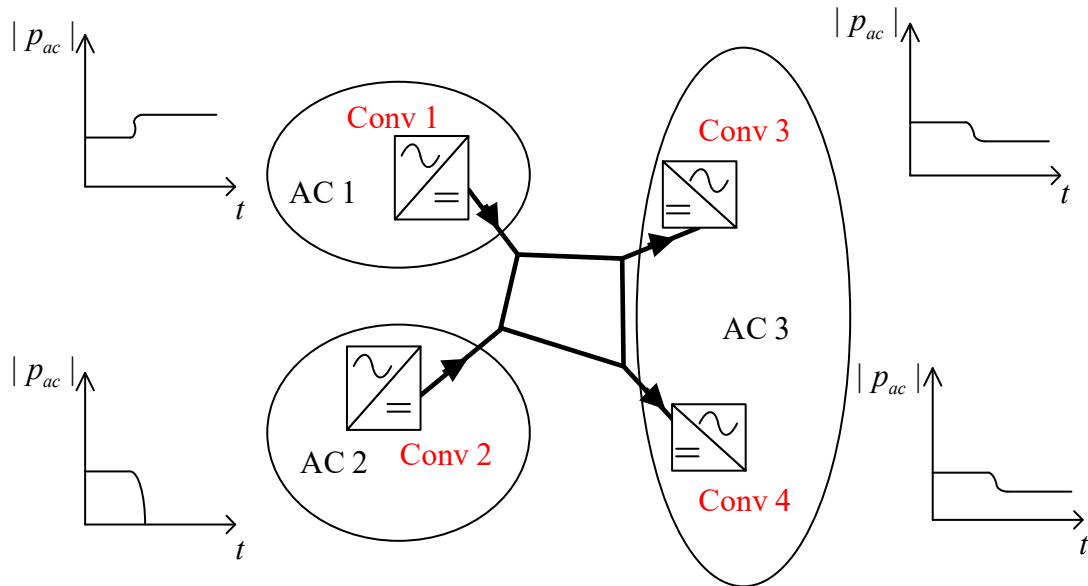 | p_ac |
t
| p_ac |
t
Conv 1
AC 1
Conv 3
AC 3
AC 2
Conv 2
Conv 4
| p_ac |
t
| p_ac |
t